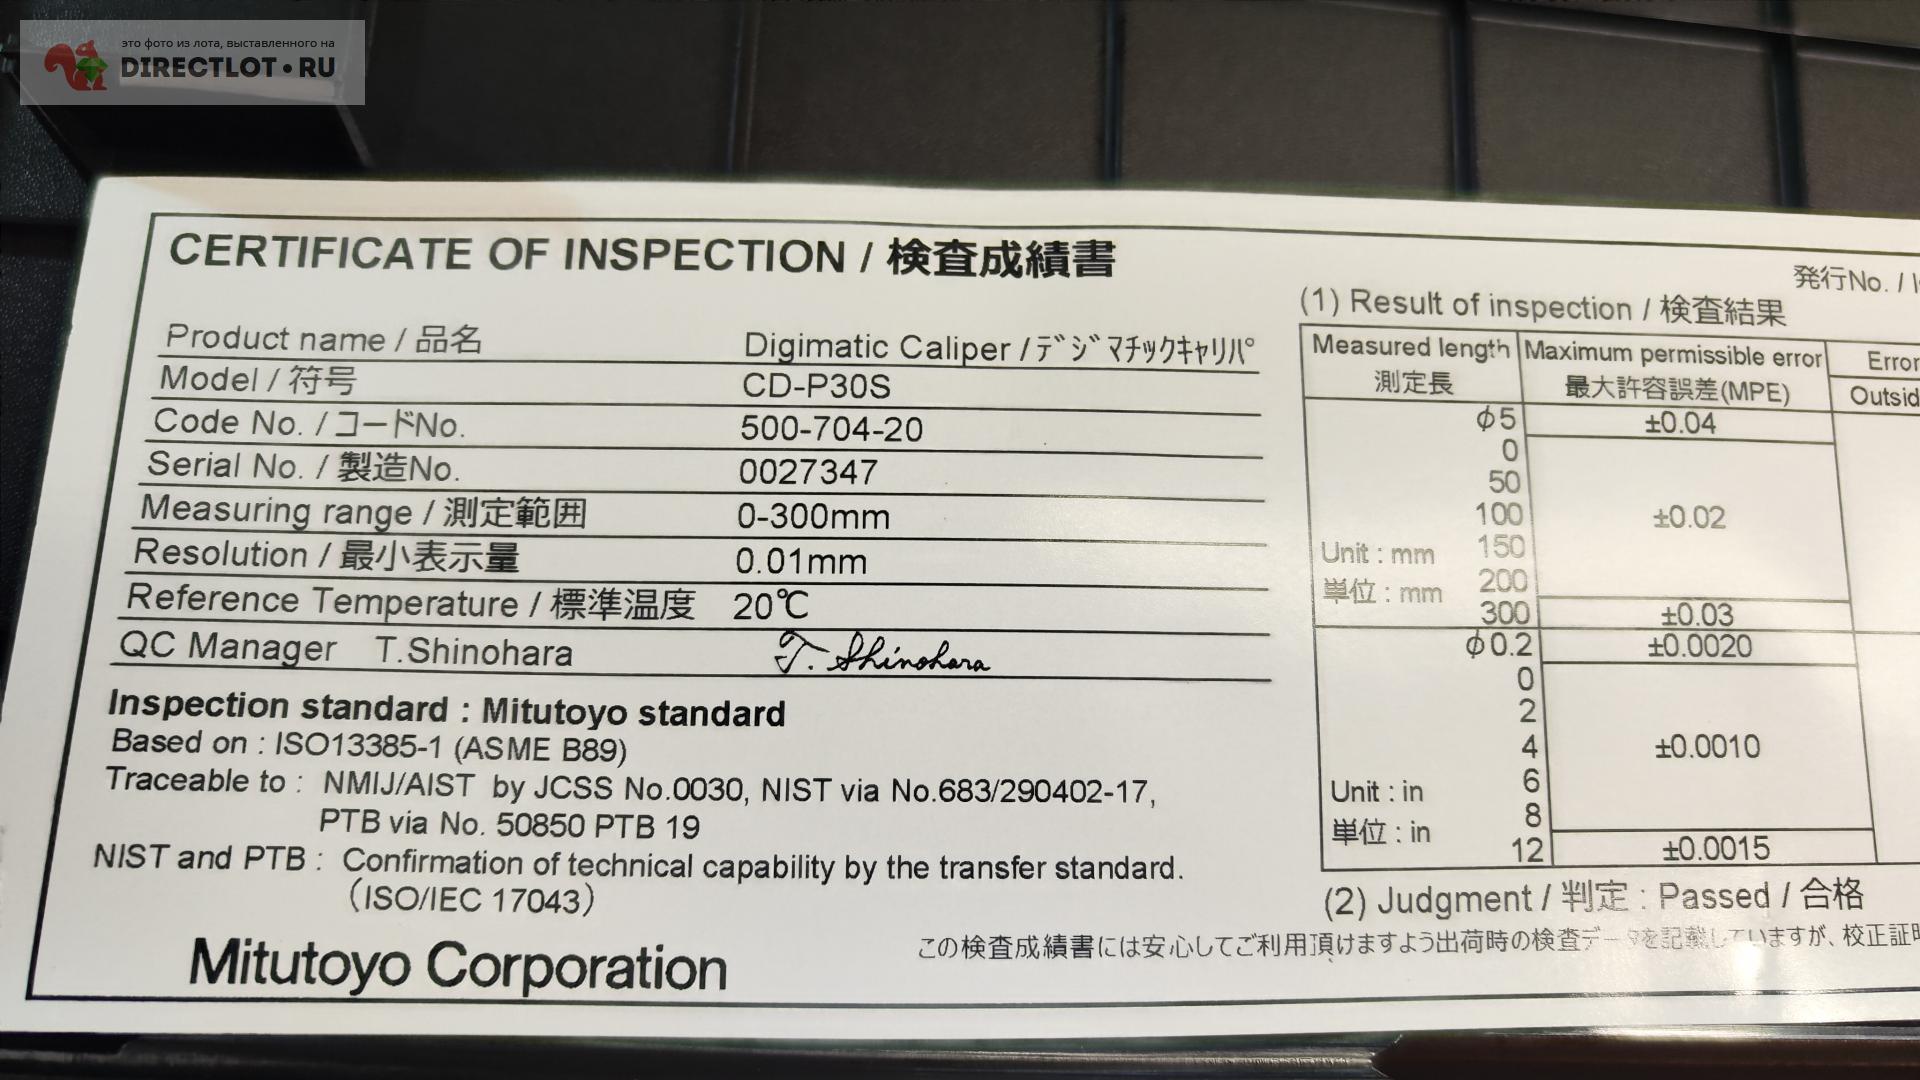 это фото из лота, выставленного на
DIRECTLOT•RU
CERTIFICATE OF INSPECTION / 検査成績書
Product name / 品名 Digimatic Caliper / ﾃﾞｼﾞﾏﾁｯｸｷｬﾘﾊﾟ
Model / 符号 CD-P30S
Code No. / コードNo. 500-704-20
Serial No. / 製造No. 0027347
Measuring range / 測定範囲 0-300mm
Resolution / 最小表示量 0.01mm
Reference Temperature / 標準温度 20℃
QC Manager T.Shinohara T. Shinohara
Inspection standard : Mitutoyo standard
Based on : ISO13385-1 (ASME B89)
Traceable to : NMIJ/AIST by JCSS No.0030, NIST via No.683/290402-17,
PTB via No. 50850 PTB 19
NIST and PTB : Confirmation of technical capability by the transfer standard.
（ISO/IEC 17043）
Mitutoyo Corporation
発行No. /
(1) Result of inspection / 検査結果
Measured length Maximum permissible error Error
測定長 最大許容誤差(MPE)
φ5 ±0.04
0
50
100 ±0.02
Unit : mm 150
単位 : mm 200
300 ±0.03
φ0.2 ±0.0020
0
2
4 ±0.0010
Unit : in 6
単位 : in 8
12 ±0.0015
(2) Judgment / 判定 : Passed / 合格
この検査成績書には安心してご利用頂けますよう出荷時の検査データを記載していますが、校正証